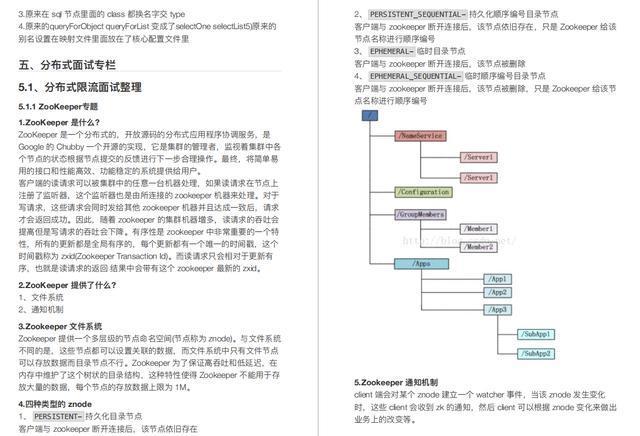 3.原来在 sql 节点里面的 class 都换名字交 type
4.原来的queryForObject queryForList 变成了selectOne selectList5)原来的
别名设置在映射文件里面放在了核心配置文件里
五、分布式面试专栏
5.1、分布式限流面试整理
5.1.1 ZooKeeper专题
1.ZooKeeper 是什么?
ZooKeeper 是一个分布式的，开放源码的分布式应用程序协调服务，是
Google 的 Chubby 一个开源的实现，它是集群的管理者，监视着集群中各
个节点的状态根据节点提交的反馈进行下一步合理操作。最终，将简单易
用的接口和性能高效、功能稳定的系统提供给用户。
客户端的读请求可以被集群中的任意一台机器处理，如果读请求在节点上
注册了监听器，这个监听器也是由所连接的 zookeeper 机器来处理。对于
写请求，这些请求会同时发给其他 zookeeper 机器并且达成一致后，请求
才会返回成功。因此，随着 zookeeper 的集群机器增多，读请求的吞吐会
提高但是写请求的吞吐会下降。有序性是 zookeeper 中非常重要的一个特
性，所有的更新都是全局有序的，每个更新都有一个唯一的时间戳，这个
时间戳称为 zxid(Zookeeper Transaction Id)。而读请求只会相对于更新有
序，也就是读请求的返回 结果中会带有这个 zookeeper 最新的 zxid。
2.ZooKeeper 提供了什么?
1、文件系统
2、通知机制
3.Zookeeper 文件系统
Zookeeper 提供一个多层级的节点命名空间(节点称为 znode)。与文件系统
不同的是，这些节点都可以设置关联的数据，而文件系统中只有文件节点
可以存放数据而目录节点不行。Zookeeper 为了保证高吞吐和低延迟，在
内存中维护了这个树状的目录结构，这种特性使得 Zookeeper 不能用于存
放大量的数据，每个节点的存放数据上限为 1M。
4.四种类型的 znode
1、 PERSISTENT- 持久化目录节点
客户端与 zookeeper 断开连接后，该节点依旧存在
2、 PERSISTENT_SEQUENTIAL- 持久化顺序编号目录节点
客户端与 zookeeper 断开连接后，该节点依旧存在，只是 Zookeeper 给该
节点名称进行顺序编号
3、 EPHEMERAL- 临时目录节点
客户端与 zookeeper 断开连接后，该节点被删除
4、 EPHEMERAL_SEQUENTIAL- 临时顺序编号目录节点
客户端与 zookeeper 断开连接后，该节点被删除，只是 Zookeeper 给该节
点名称进行顺序编号
/
/NameService
/Server1
/Server1
/Configuration
/GroupMembers
/Member1
/Member2
/Apps
/App1
/App2
/App3
/SubApp1
/SubApp2
5.Zookeeper 通知机制
client 端会对某个 znode 建立一个 watcher 事件，当该 znode 发生变化
时，这些 client 会收到 zk 的通知，然后 client 可以根据 znode 变化来做出
业务上的改变等。